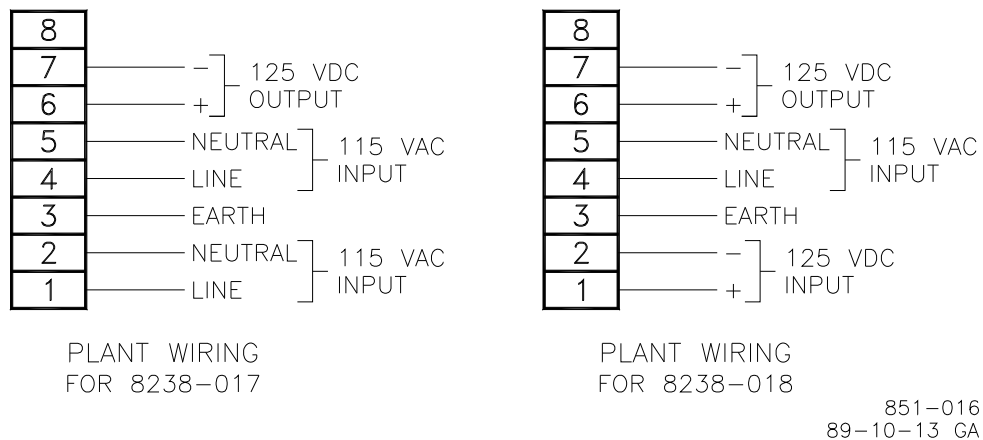 8
7 − 125 VDC
6 + OUTPUT
5 NEUTRAL 115 VAC
4 LINE INPUT
3 EARTH
2 NEUTRAL 115 VAC
1 LINE INPUT
PLANT WIRING
FOR 8238−017
8
7 − 125 VDC
6 + OUTPUT
5 NEUTRAL 115 VAC
4 LINE INPUT
3 EARTH
2 − 125 VDC
1 + INPUT
PLANT WIRING
FOR 8238−018
851−016
89−10−13 GA